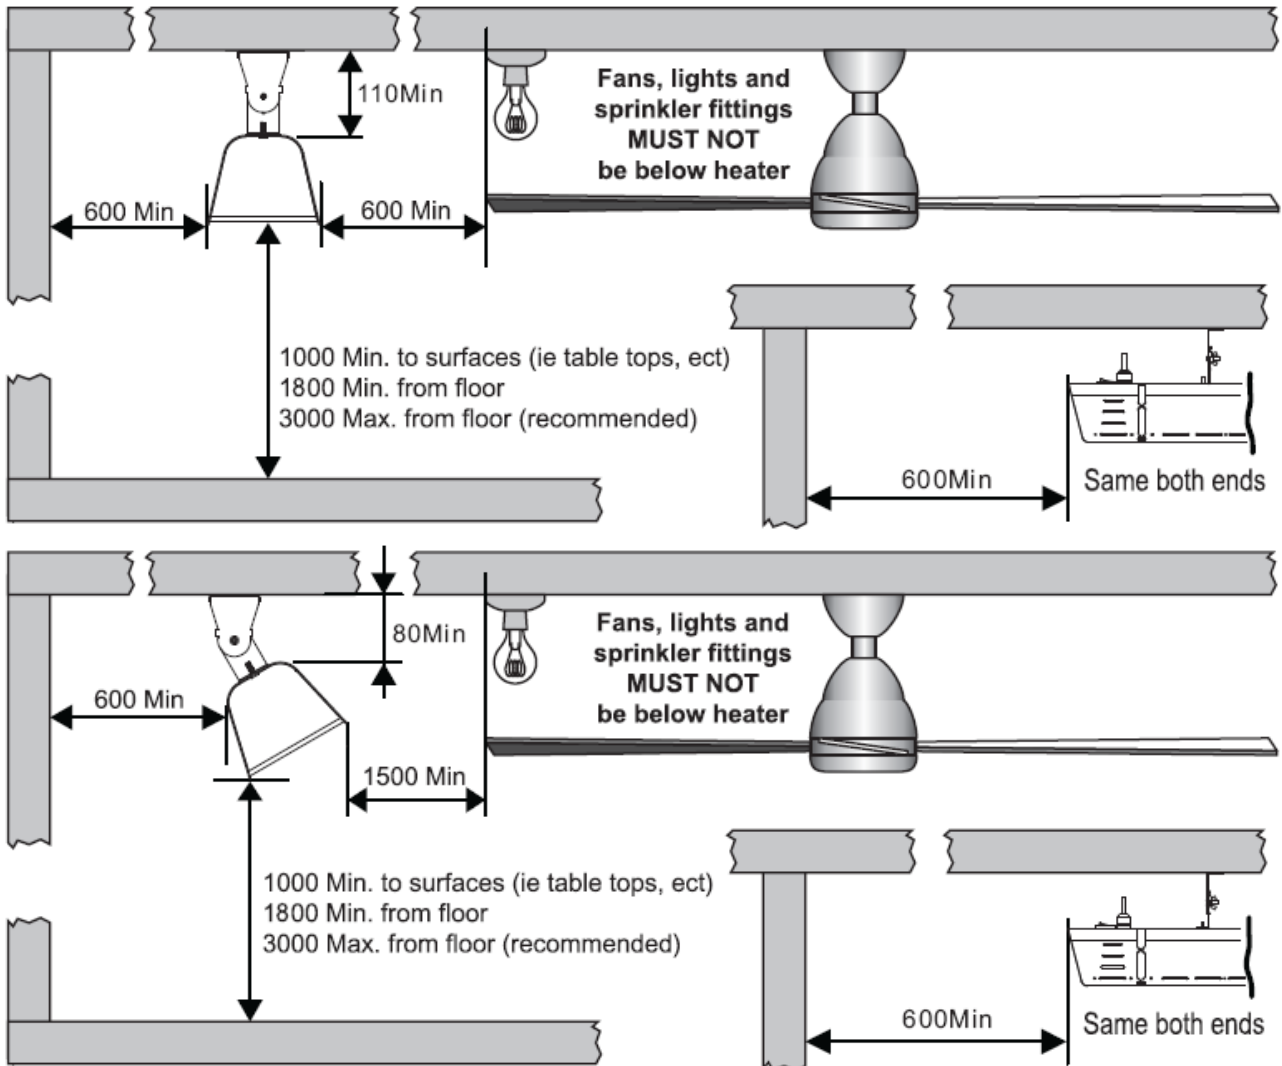 110Min
Fans, lights and
sprinkler fittings
MUST NOT
be below heater
600 Min
600 Min
1000 Min. to surfaces (ie table tops, ect)
1800 Min. from floor
3000 Max. from floor (recommended)
600Min
Same both ends
80Min
Fans, lights and
sprinkler fittings
MUST NOT
be below heater
600 Min
1500 Min
1000 Min. to surfaces (ie table tops, ect)
1800 Min. from floor
3000 Max. from floor (recommended)
600Min
Same both ends